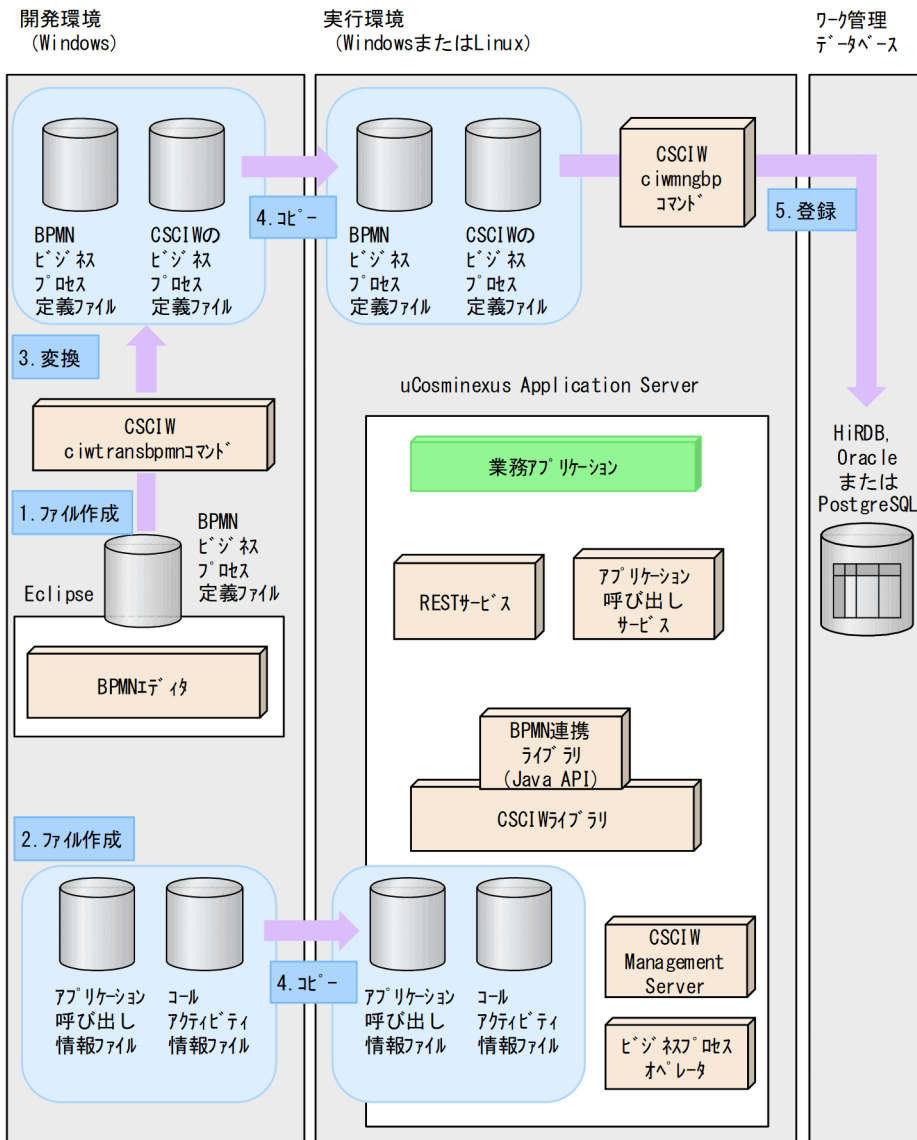 開発環境
(Windows)
実行環境
(WindowsまたはLinux)
ワーク管理
データベース
BPMN
ビジネス
プロセス
定義ファイル
CSCIWの
ビジネス
プロセス
定義ファイル
4.コピー
BPMN
ビジネス
プロセス
定義ファイル
CSCIWの
ビジネス
プロセス
定義ファイル
CSCIW
ciwmngbp
コマンド
5.登録
3.変換
CSCIW
ciwtransbpmnコマンド
1.ファイル作成
BPMN
ビジネス
プロセス
定義ファイル
Eclipse
BPMNエディタ
uCosminexus Application Server
業務アプリケーション
RESTサービス
アプリケーション
呼び出し
サービス
BPMN連携
ライブラリ
(Java API)
CSCIWライブラリ
HiRDB,
Oracle
または
PostgreSQL
2.ファイル作成
アプリケーション
呼び出し
情報ファイル
コール
アクティビティ
情報ファイル
4.コピー
アプリケーション
呼び出し
情報ファイル
コール
アクティビティ
情報ファイル
CSCIW
Management
Server
ビジネスプロセス
オペレータ